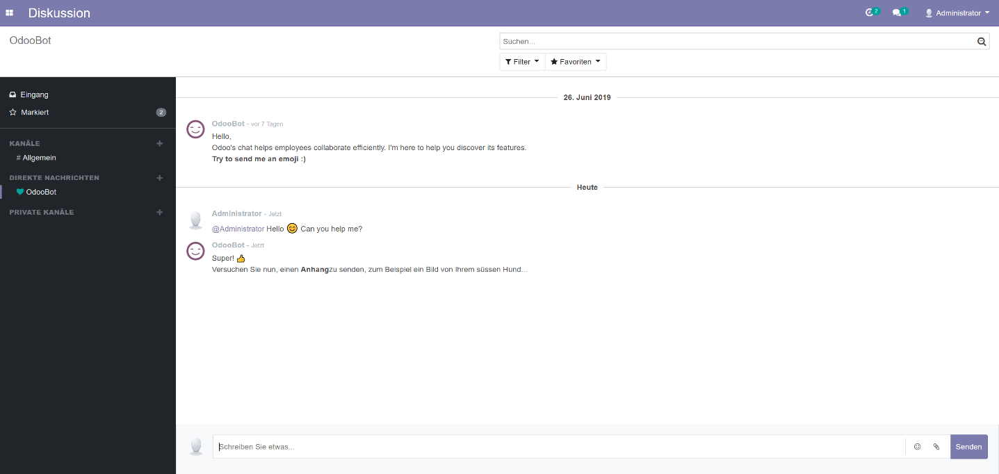 Diskussion
2
1
Administrator
OdooBot
Suchen...
Filter
Favoriten
Eingang
Markiert
2
KANÄLE
# Allgemein
DIREKTE NACHRICHTEN
OdooBot
PRIVATE KANÄLE
26. Juni 2019
OdooBot - vor 7 Tagen
Hello,
Odoo's chat helps employees collaborate efficiently. I'm here to help you discover its features.
Try to send me an emoji :)
Heute
Administrator - Jetzt
@Administrator Hello 😊 Can you help me?
OdooBot - Jetzt
Super! 👍
Versuchen Sie nun, einen Anhangzu senden, zum Beispiel ein Bild von Ihrem süssen Hund...
Schreiben Sie etwas...
Senden